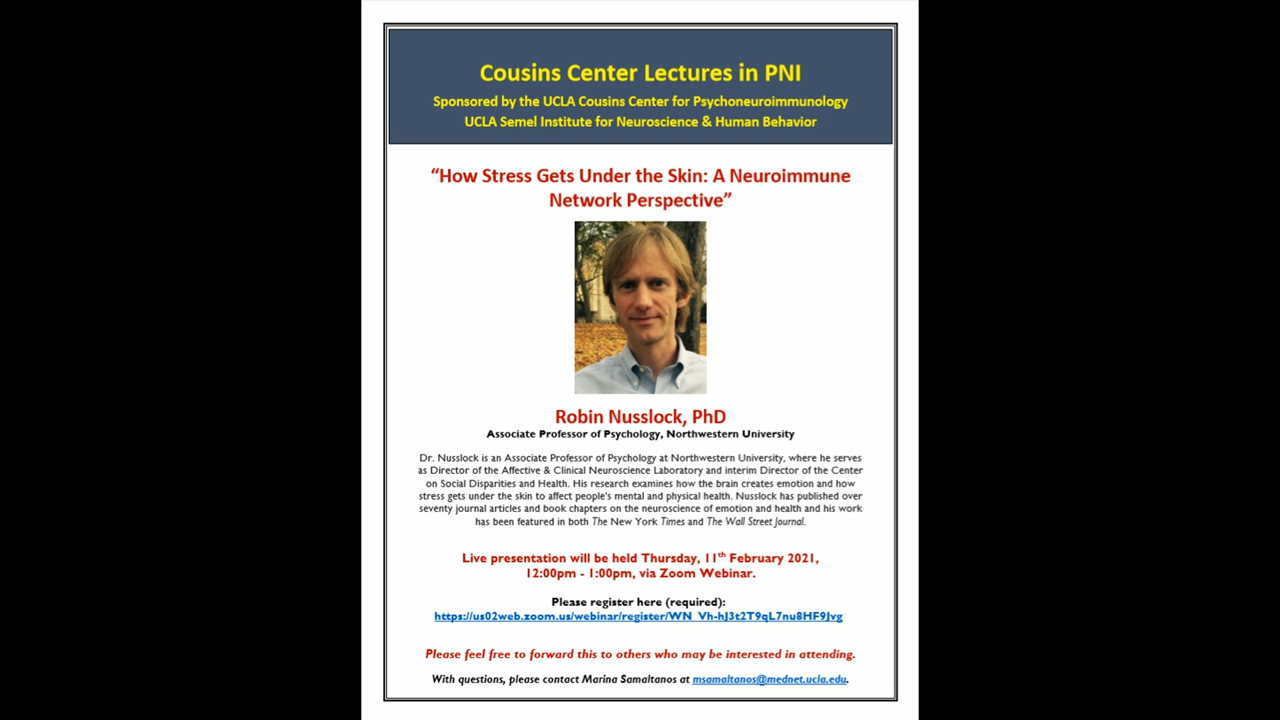 Cousins Center Lectures in PNI
Sponsored by the UCLA Cousins Center for Psychoneuroimmunology
UCLA Semel Institute for Neuroscience & Human Behavior
“How Stress Gets Under the Skin: A Neuroimmune
Network Perspective”
Robin Nusslock, PhD
Associate Professor of Psychology, Northwestern University
Dr. Nusslock is an Associate Professor of Psychology at Northwestern University, where he serves
as Director of the Affective & Clinical Neuroscience Laboratory and interim Director of the Center
on Social Disparities and Health. His research examines how the brain creates emotion and how
stress gets under the skin to affect people's mental and physical health. Nusslock has published over
seventy journal articles and book chapters on the neuroscience of emotion and health and his work
has been featured in both The New York Times and The Wall Street Journal.
Live presentation will be held Thursday, 11th February 2021,
12:00pm - 1:00pm, via Zoom Webinar.
Please register here (required):
https://us02web.zoom.us/webinar/register/WN_Vh-hJ3t2T9qL7nu8HF9Jvg
Please feel free to forward this to others who may be interested in attending.
With questions, please contact Marina Samaltanos at msamaltanos@mednet.ucla.edu.